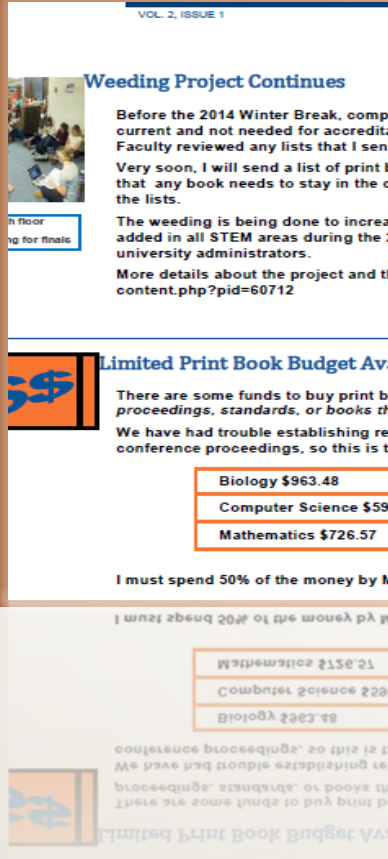 VOL. 2, ISSUE 1
Weeding Project Continues
Before the 2014 Winter Break, comp
current and not needed for accredita
Faculty reviewed any lists that I sen
Very soon, I will send a list of print b
that any book needs to stay in the c
the lists.
h floor
ng for finals
The weeding is being done to increa
added in all STEM areas during the 2
university administrators.
More details about the project and th
content.php?pid=60712
$$
Limited Print Book Budget Ava
There are some funds to buy print b
proceedings, standards, or books th
We have had trouble establishing re
conference proceedings, so this is t
Biology $963.48
Computer Science $59
Mathematics $726.57
I must spend 50% of the money by M